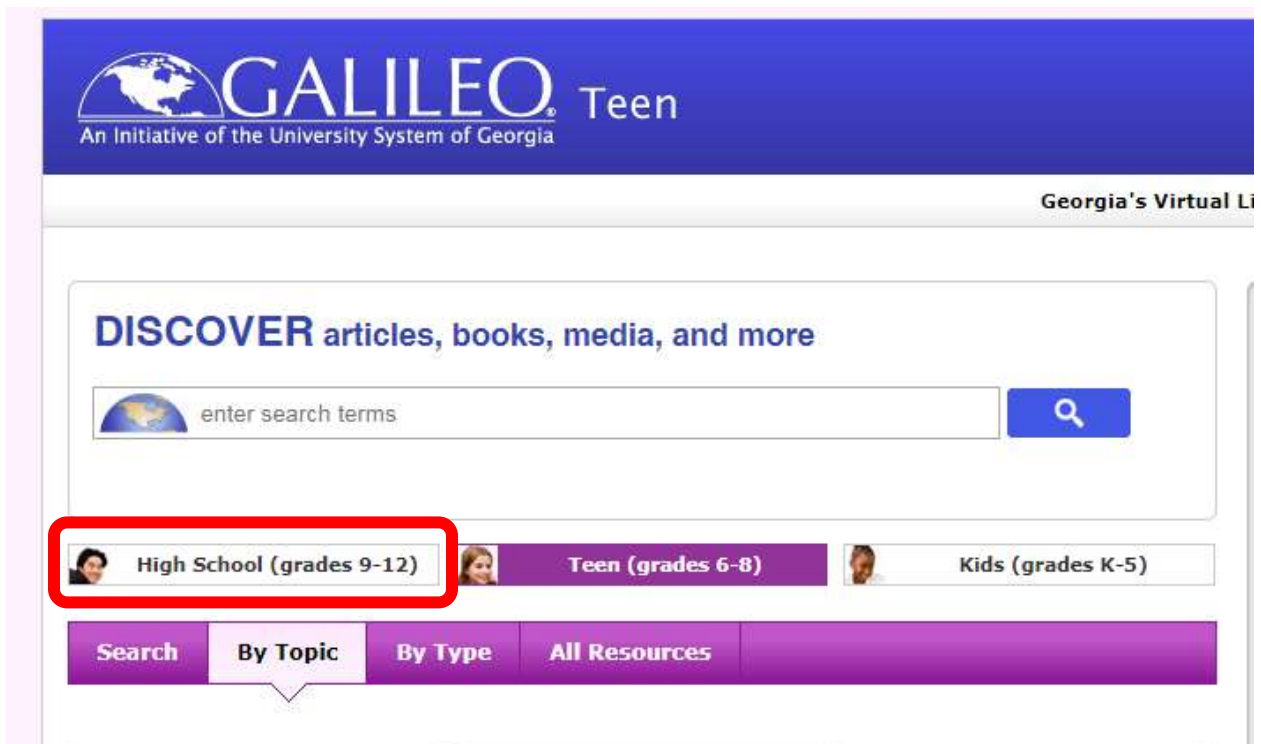 GALILEO® Teen
An Initiative of the University System of Georgia
Georgia's Virtual
DISCOVER articles, books, media, and more
enter search terms
High School (grades 9-12) Teen (grades 6-8) Kids (grades K-5)
Search By Topic By Type All Resources